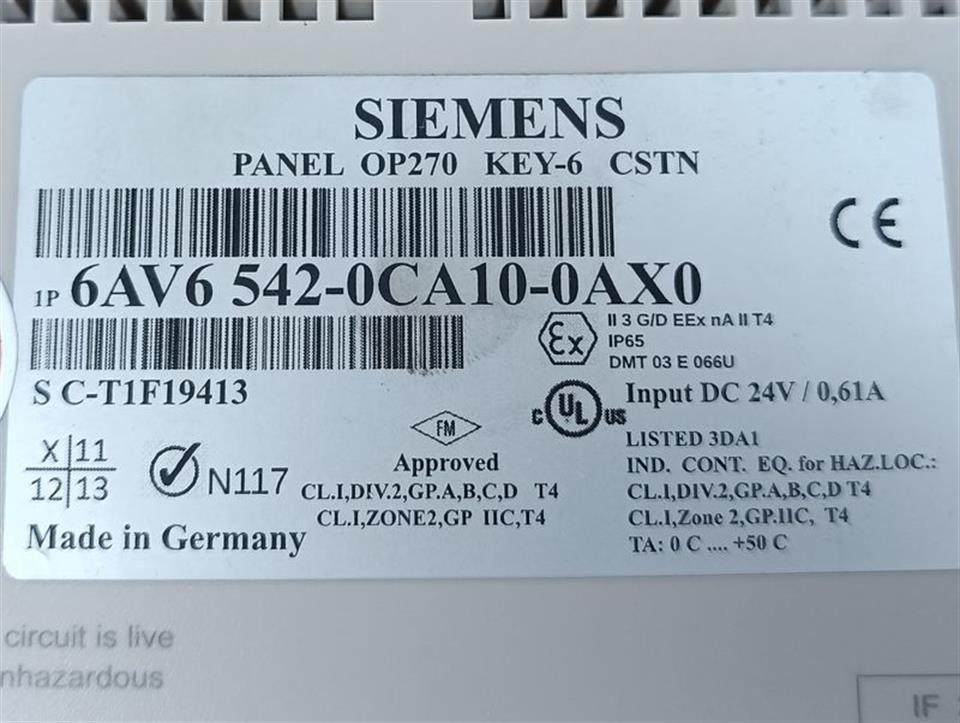 SIEMENS
PANEL OP270 KEY-6 CSTN
CE
1P 6AV6 542-0CA10-0AX0
Ex
II 3 G/D EEx nA II T4
IP65
DMT 03 E 066U
S C-T1F19413
C UL US
Input DC 24V / 0,61A
LISTED 3DA1
IND. CONT. EQ. for HAZ.LOC.:
CL.I,DIV.2,GP.A,B,C,D T4
CL.I,Zone 2,GP.IIC, T4
TA: 0 C .... +50 C
FM
Approved
CL.I,DIV.2,GP.A,B,C,D T4
CL.I,ZONE2,GP IIC,T4
X 11
12 13
N117
Made in Germany
circuit is live
nhazardous
IF